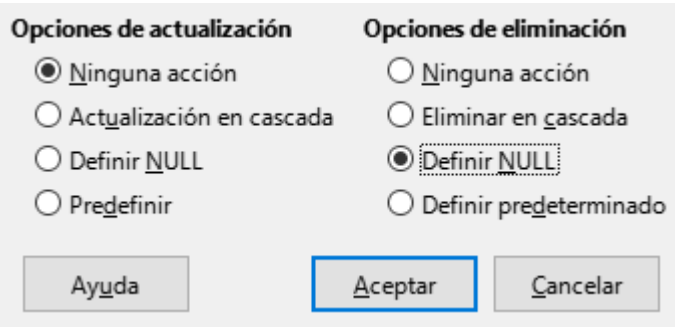 Opciones de actualización
Opciones de eliminación
Ninguna acción
Ninguna acción
Actualización en cascada
Eliminar en cascada
Definir NULL
Definir NULL
Predefinir
Definir predeterminado
Ayuda
Aceptar
Cancelar